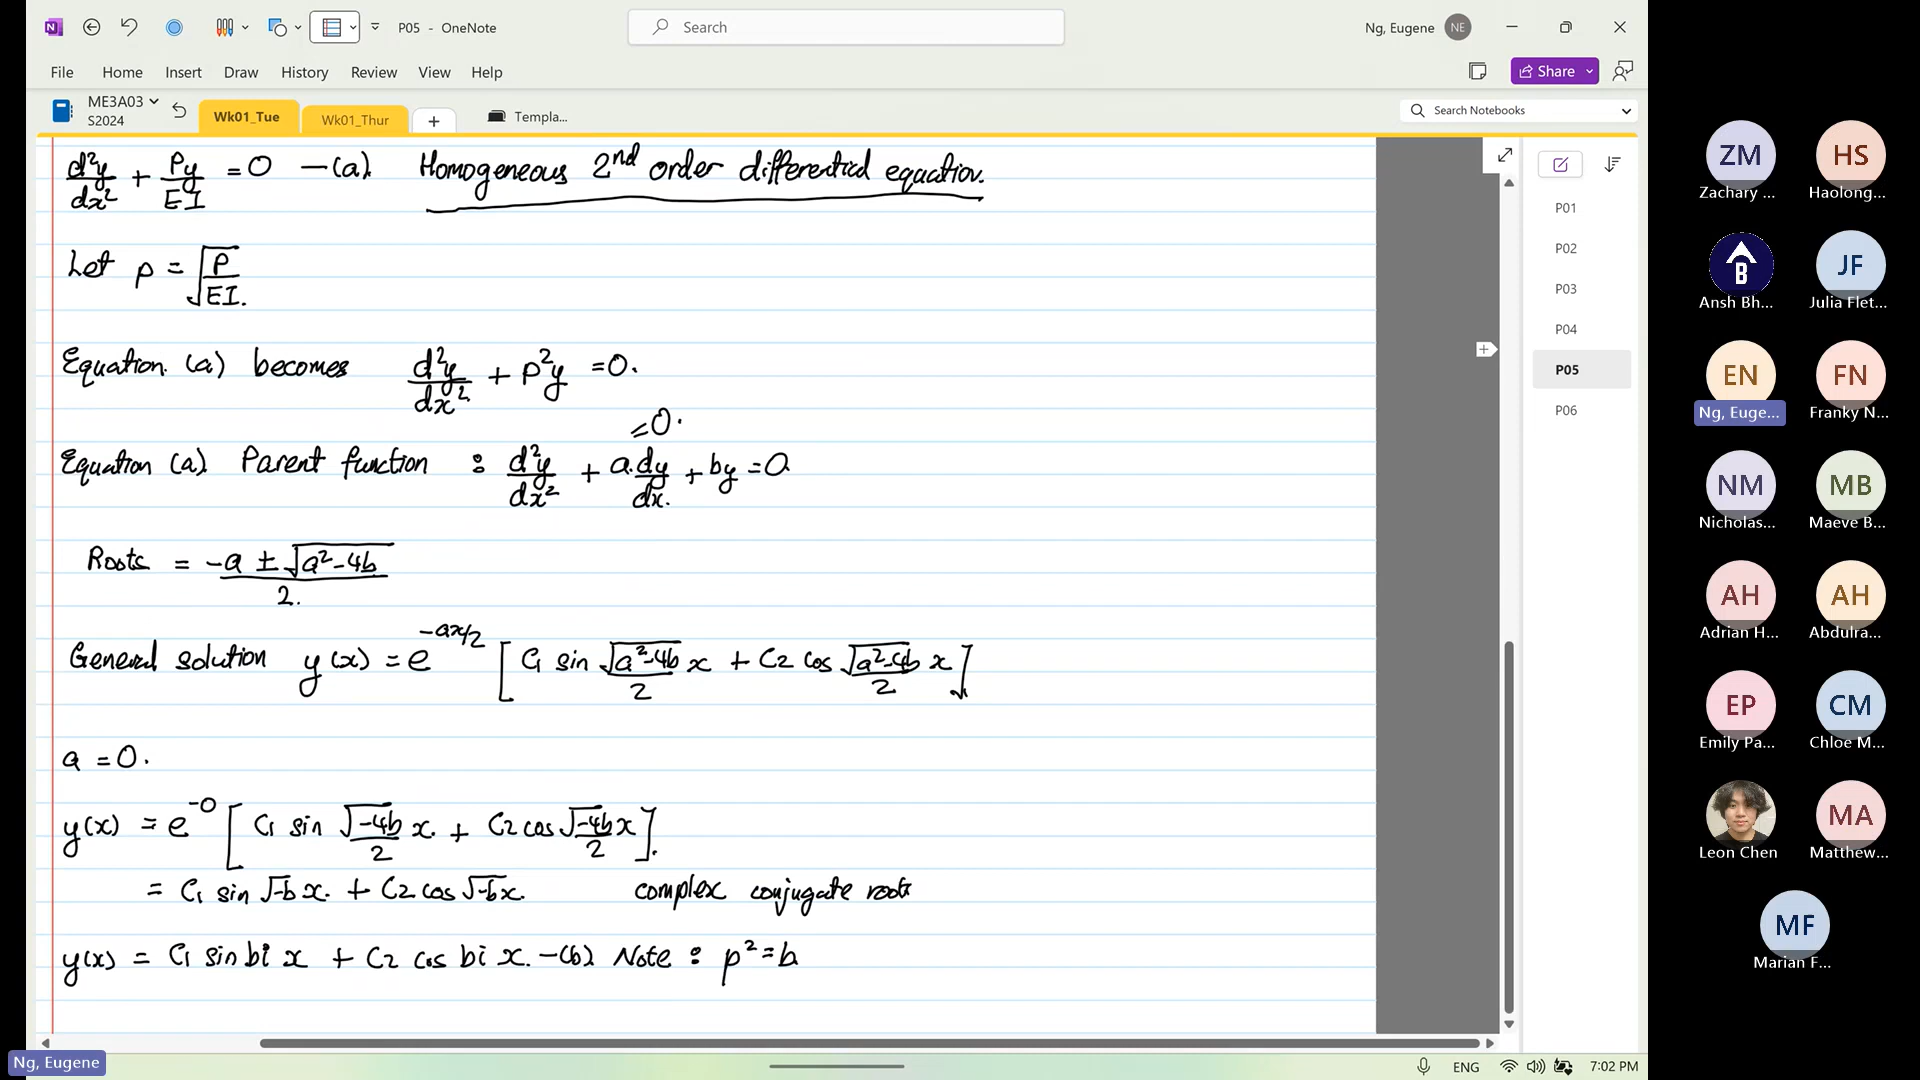 P05 - OneNote
Search
Ng, Eugene
NE
File Home Insert Draw History Review View Help
Share
ME3A03
S2024
Wk01_Tue
Wk01_Thur
+
Templa...
Search Notebooks
d²y/dx² + Py/EI = 0 —(a). Homogeneous 2nd order differential equation.
Let p = √(P/EI).
Equation (a) becomes d²y/dx² + p²y = 0.
= 0.
Equation (a). Parent function : d²y/dx² + a.dy/dx. + by = 0
Roots = -a ± √(a²-4b) / 2.
General solution y(x) = e^(-ax/2) [C1 sin √(a²-4b)/2 x + C2 cos √(a²-4b)/2 x]
a = 0.
y(x) = e^(-0) [C1 sin √(-4b)/2 x. + C2 cos √(-4b)/2 x].
= C1 sin √-b x. + C2 cos √-b x. complex conjugate roots
y(x) = C1 sin bi x + C2 cos bi x. —(b) Note : p² = b
P01
P02
P03
P04
P05
P06
ZM
Zachary ...
HS
Haolong...
B
Ansh Bh...
JF
Julia Flet...
EN
Ng, Euge...
FN
Franky N...
NM
Nicholas...
MB
Maeve B...
AH
Adrian H...
AH
Abdulra...
EP
Emily Pa...
CM
Chloe M...
Leon Chen
MA
Matthew...
MF
Marian F...
Ng, Eugene
ENG
7:02 PM